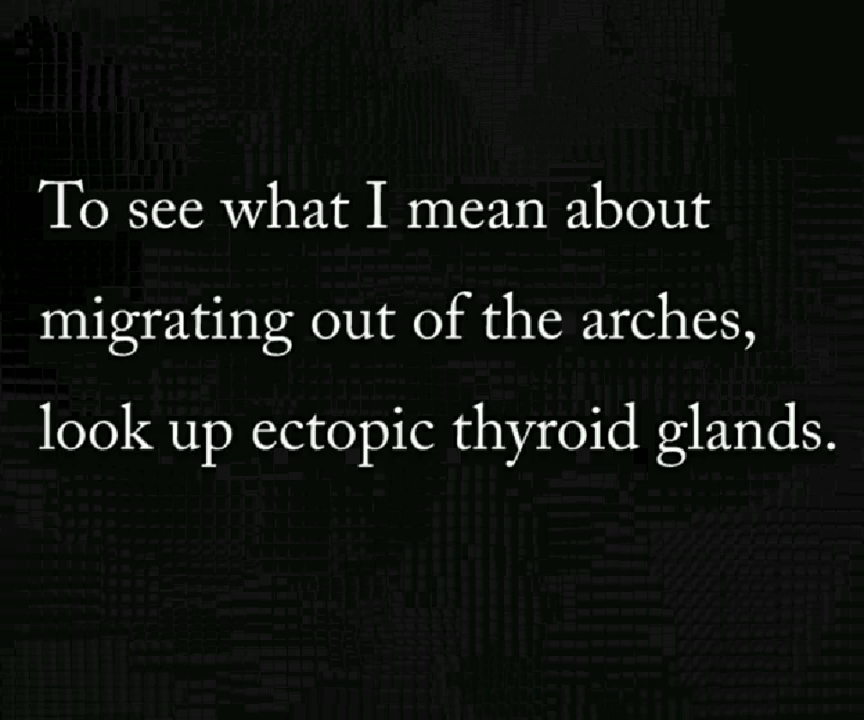 To see what I mean about
migrating out of the arches,
look up ectopic thyroid glands.